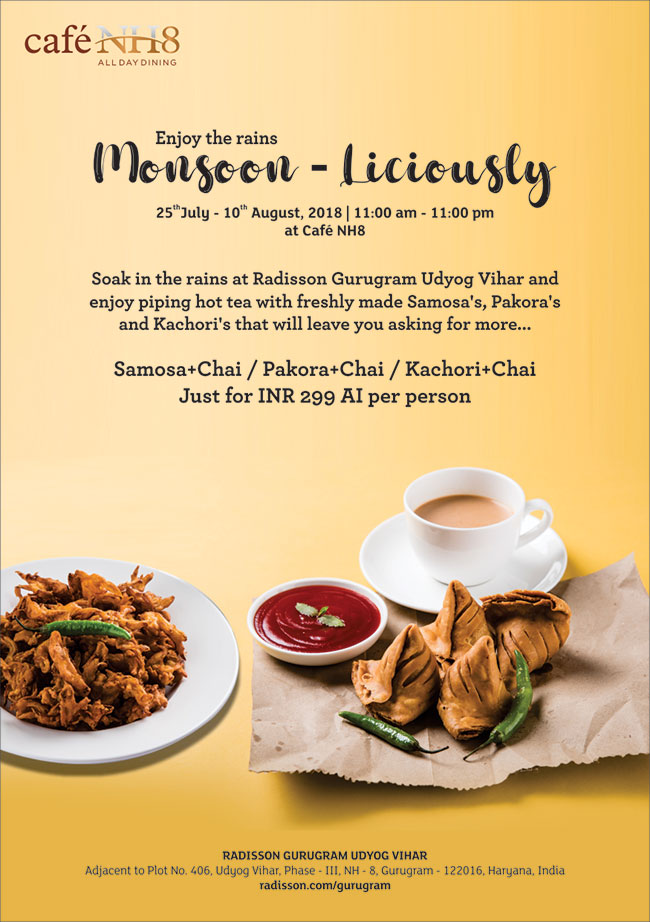 café NH8
ALL DAY DINING
Enjoy the rains
Monsoon - Liciously
25th July - 10th August, 2018 | 11:00 am - 11:00 pm
at Café NH8
Soak in the rains at Radisson Gurugram Udyog Vihar and
enjoy piping hot tea with freshly made Samosa's, Pakora's
and Kachori's that will leave you asking for more...
Samosa+Chai / Pakora+Chai / Kachori+Chai
Just for INR 299 AI per person
RADISSON GURUGRAM UDYOG VIHAR
Adjacent to Plot No. 406, Udyog Vihar, Phase - III, NH - 8, Gurugram - 122016, Haryana, India
radisson.com/gurugram